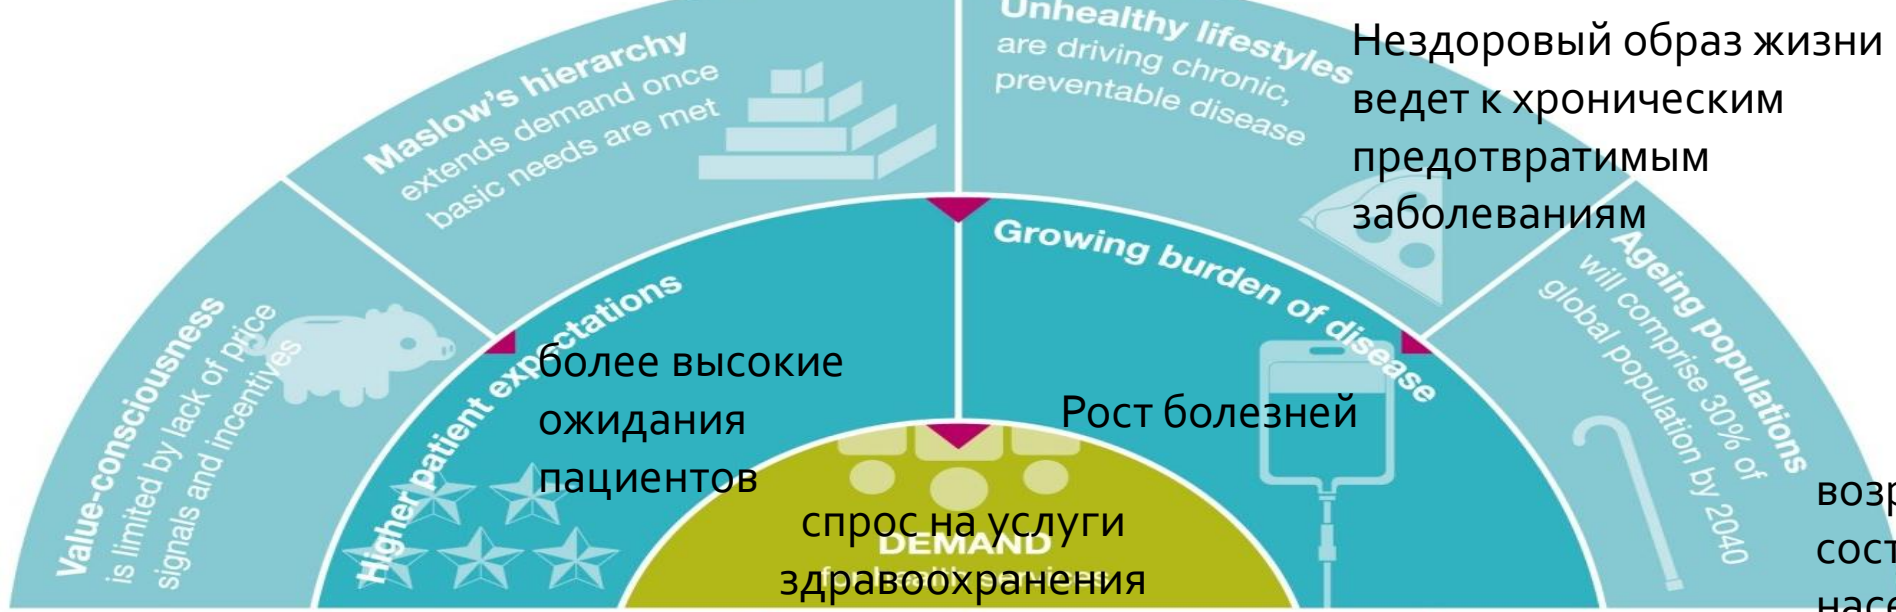 Maslow's hierarchy
extends demand once
basic needs are met
Unhealthy lifestyles
are driving chronic,
preventable disease
Нездоровый образ жизни
ведет к хроническим
предотвратимым
заболеваниям
Value-consciousness
is limited by lack of price
signals and incentives
Higher patient expectations
более высокие
ожидания
пациентов
Growing burden of disease
Рост болезней
Ageing populations
will comprise 30% of
global population by 2040
спрос на услуги
здравоохранения
DEMAND
for health services